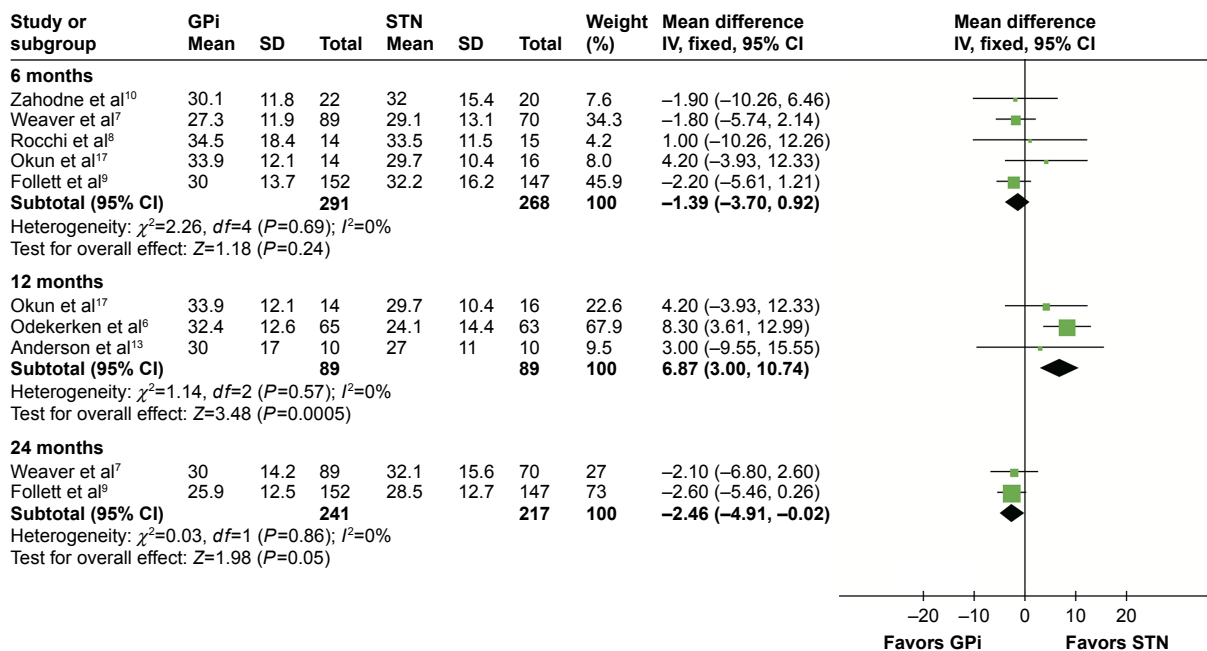 Study or GPi STN Weight Mean difference Mean difference
subgroup Mean SD Total Mean SD Total (%) IV, fixed, 95% CI IV, fixed, 95% CI
6 months
Zahodne et al¹⁰ 30.1 11.8 22 32 15.4 20 7.6 –1.90 (–10.26, 6.46)
Weaver et al⁷ 27.3 11.9 89 29.1 13.1 70 34.3 –1.80 (–5.74, 2.14)
Rocchi et al⁸ 34.5 18.4 14 33.5 11.5 15 4.2 1.00 (–10.26, 12.26)
Okun et al¹⁷ 33.9 12.1 14 29.7 10.4 16 8.0 4.20 (–3.93, 12.33)
Follett et al⁹ 30 13.7 152 32.2 16.2 147 45.9 –2.20 (–5.61, 1.21)
Subtotal (95% CI) 291 268 100 –1.39 (–3.70, 0.92)
Heterogeneity: χ²=2.26, df=4 (P=0.69); I²=0%
Test for overall effect: Z=1.18 (P=0.24)
12 months
Okun et al¹⁷ 33.9 12.1 14 29.7 10.4 16 22.6 4.20 (–3.93, 12.33)
Odekerken et al⁶ 32.4 12.6 65 24.1 14.4 63 67.9 8.30 (3.61, 12.99)
Anderson et al¹³ 30 17 10 27 11 10 9.5 3.00 (–9.55, 15.55)
Subtotal (95% CI) 89 89 100 6.87 (3.00, 10.74)
Heterogeneity: χ²=1.14, df=2 (P=0.57); I²=0%
Test for overall effect: Z=3.48 (P=0.0005)
24 months
Weaver et al⁷ 30 14.2 89 32.1 15.6 70 27 –2.10 (–6.80, 2.60)
Follett et al⁹ 25.9 12.5 152 28.5 12.7 147 73 –2.60 (–5.46, 0.26)
Subtotal (95% CI) 241 217 100 –2.46 (–4.91, –0.02)
Heterogeneity: χ²=0.03, df=1 (P=0.86); I²=0%
Test for overall effect: Z=1.98 (P=0.05)
–20 –10 0 10 20
Favors GPi Favors STN